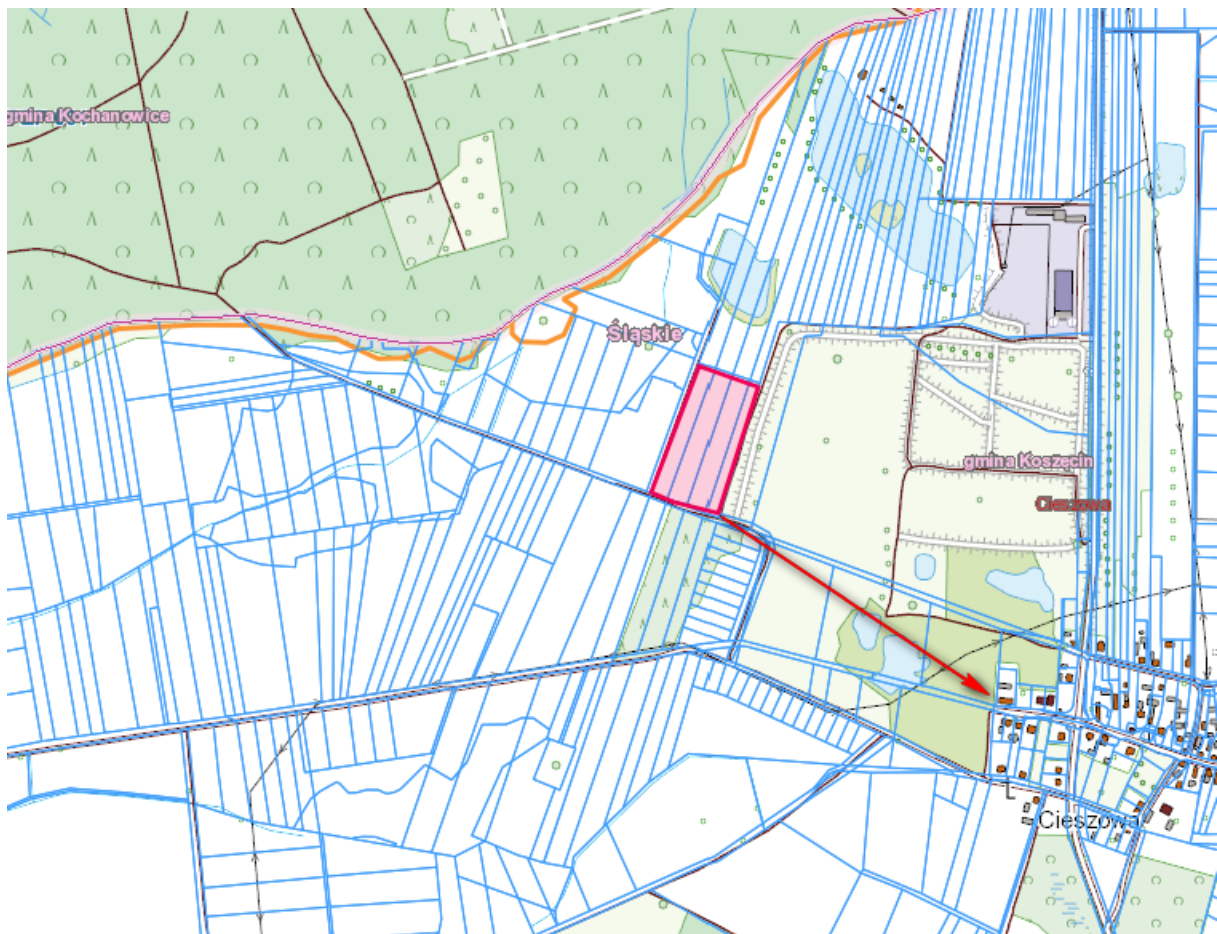 gmina Kochanowice
Śląskie
gmina Koszęcin
Cieszowa
Cieszowa